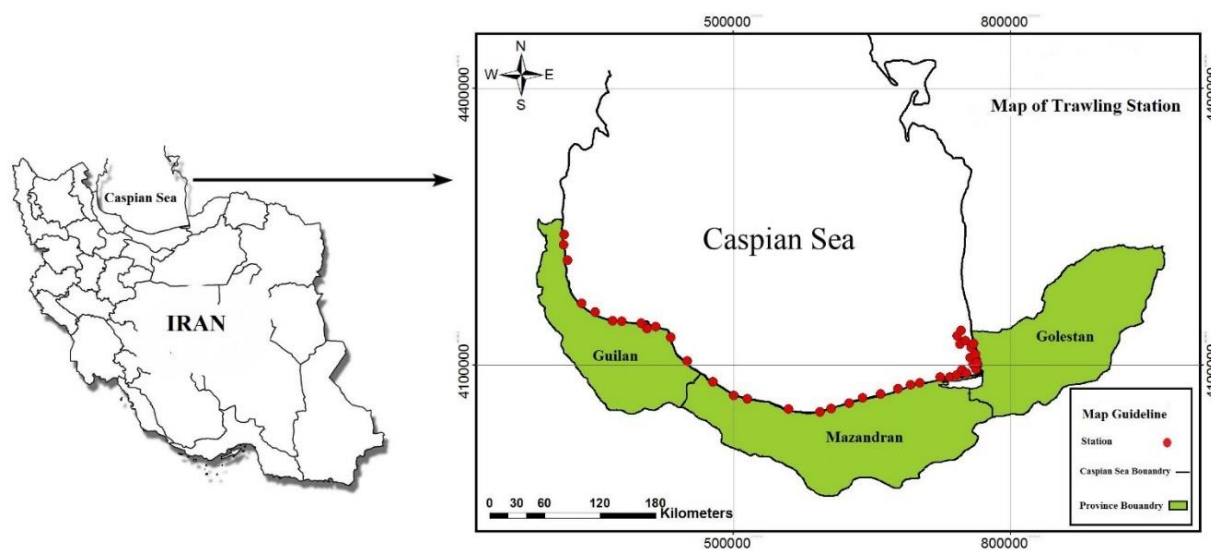 500000
800000
N
W
E
S
4400000
4400000
Map of Trawling Station
Caspian Sea
Caspian Sea
IRAN
Guilan
Golestan
4100000
4100000
Mazandran
Map Guideline
Station
Caspian Sea Bouandry
Province Bouandry
0 30 60 120 180
Kilometers
500000
800000